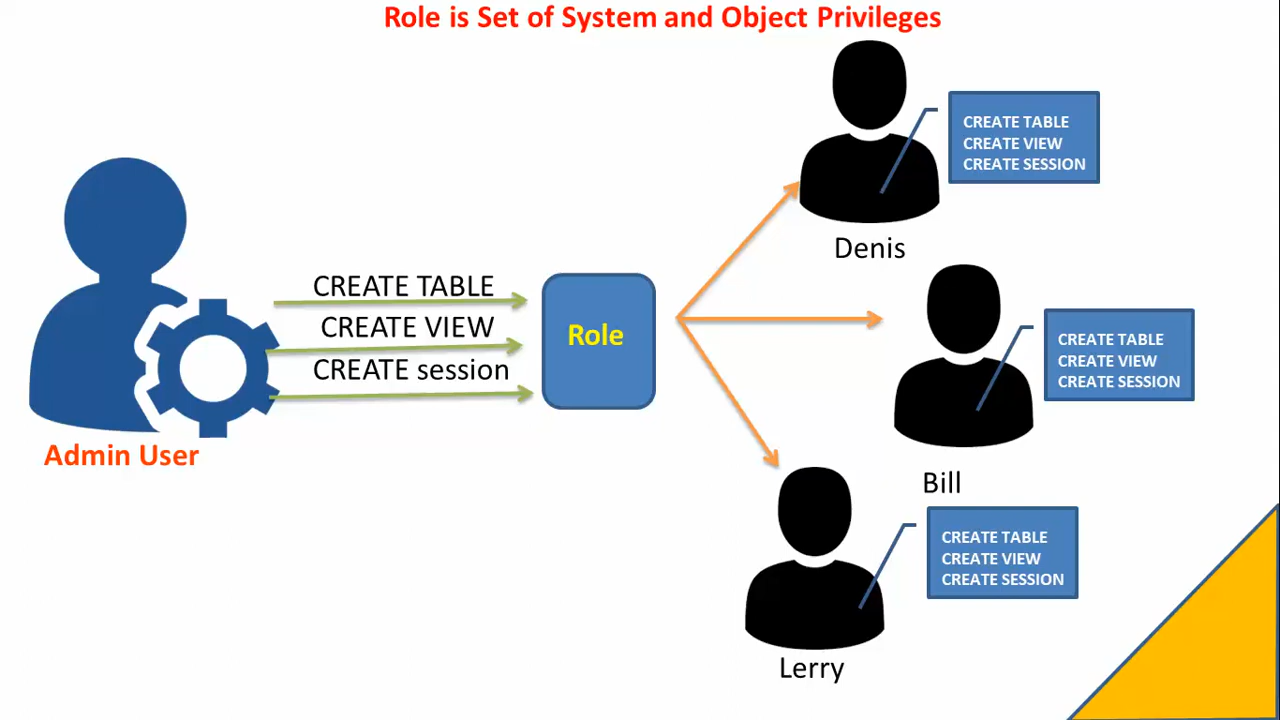 Role is Set of System and Object Privileges
CREATE TABLE
CREATE VIEW
CREATE SESSION
Denis
CREATE TABLE
CREATE VIEW
CREATE session
Role
Admin User
CREATE TABLE
CREATE VIEW
CREATE SESSION
Bill
CREATE TABLE
CREATE VIEW
CREATE SESSION
Lerry